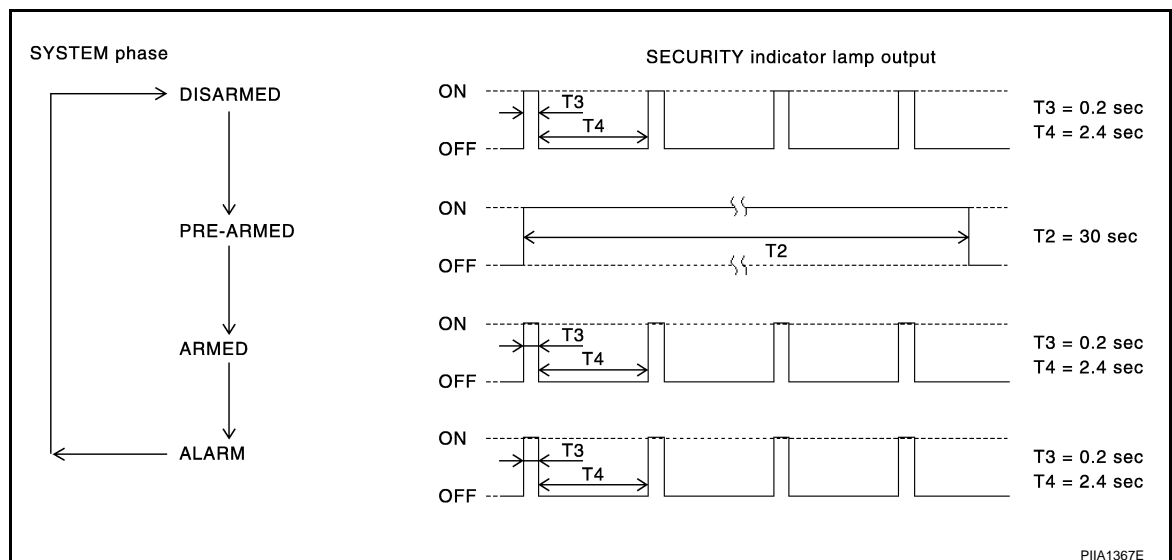 SYSTEM phase
SECURITY indicator lamp output
DISARMED
ON
T3
T4
OFF
T3 = 0.2 sec
T4 = 2.4 sec
PRE-ARMED
ON
T2
OFF
T2 = 30 sec
ARMED
ON
T3
T4
OFF
T3 = 0.2 sec
T4 = 2.4 sec
ALARM
ON
T3
T4
OFF
T3 = 0.2 sec
T4 = 2.4 sec
PIIA1367E